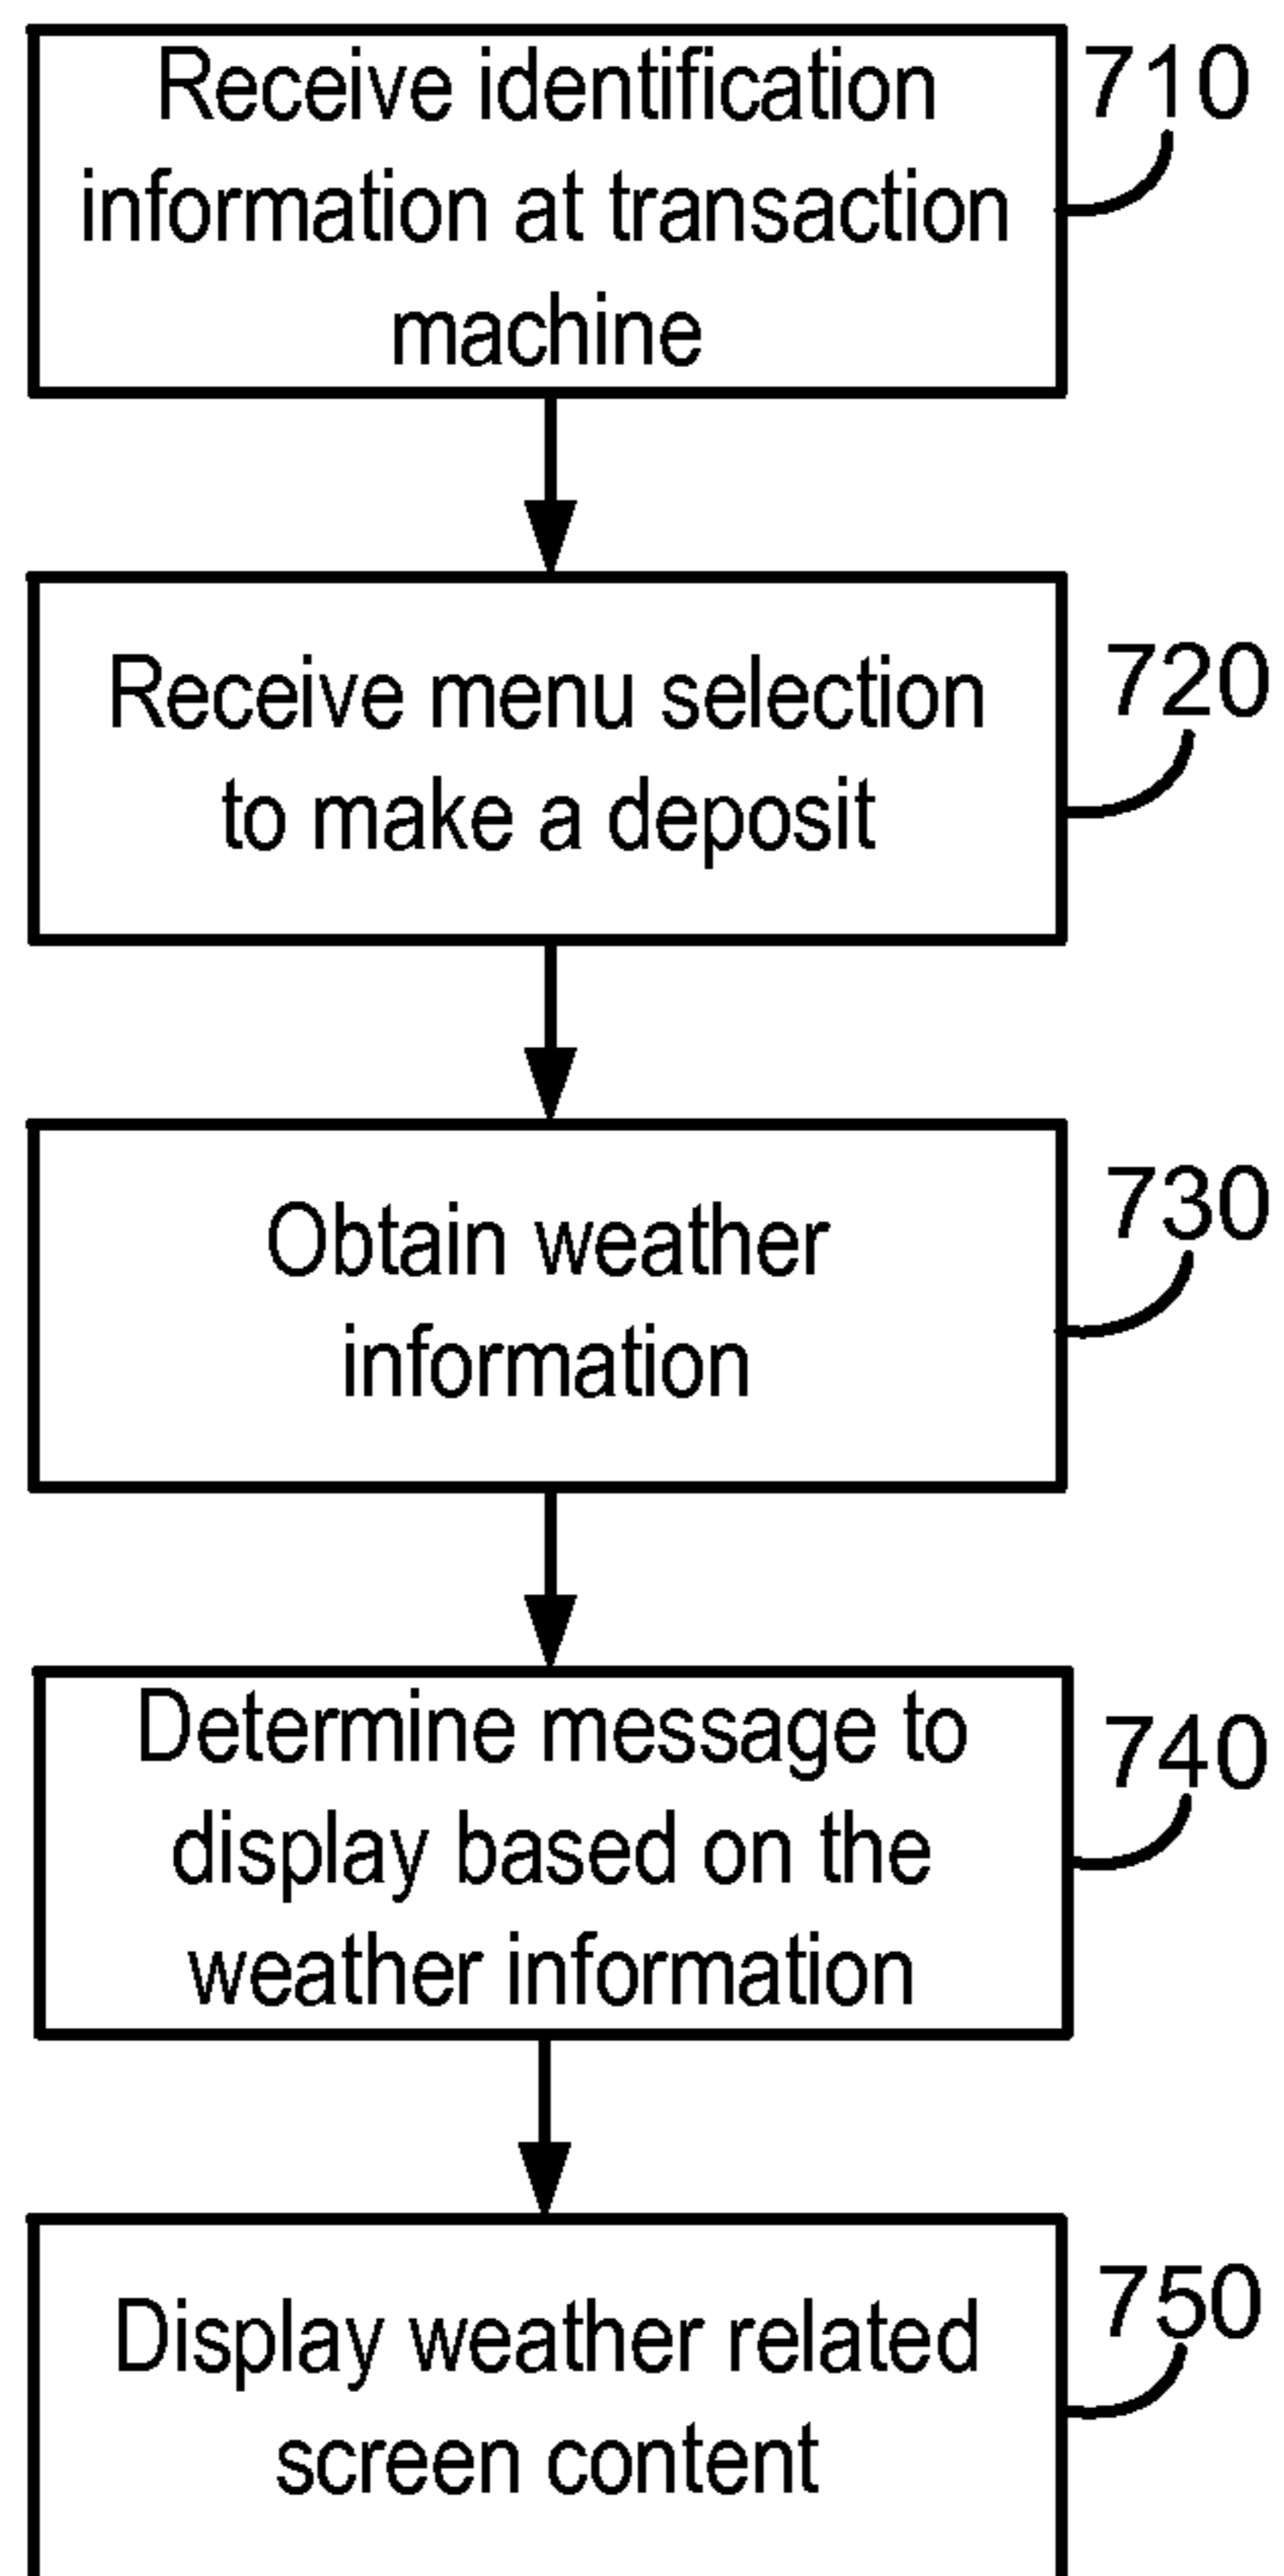 Receive identification
information at transaction
machine
710
Receive menu selection
to make a deposit
720
Obtain weather
information
730
Determine message to
display based on the
weather information
740
Display weather related
screen content
750